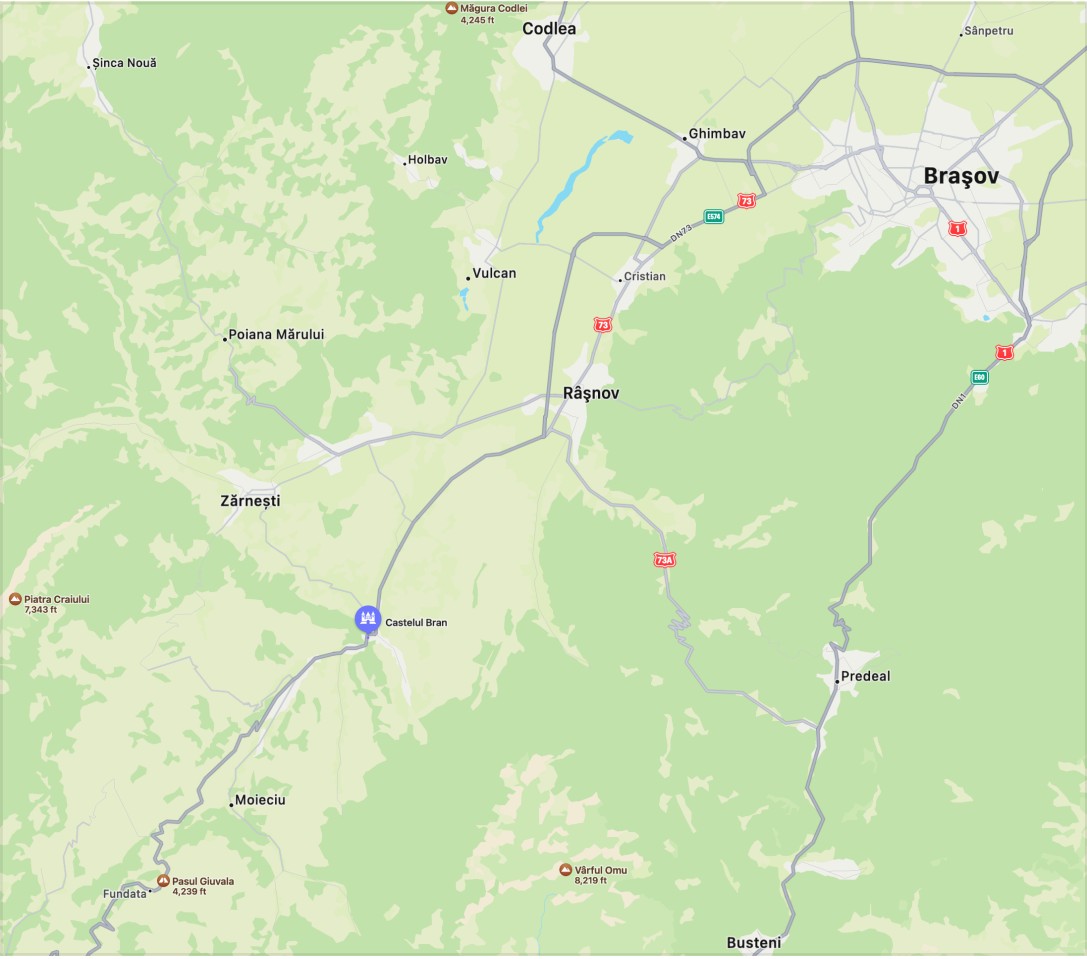 Măgura Codlei
4,245 ft
Codlea
Sânpetru
Șinca Nouă
Ghimbav
Holbav
Braşov
73
E574
DN73
1
Vulcan
Cristian
73
Poiana Mărului
1
E60
DN1
Râşnov
Zărnești
73A
Piatra Craiului
7,343 ft
Castelul Bran
Predeal
Moieciu
Vârful Omu
8,219 ft
Pasul Giuvala
4,239 ft
Fundata
Busteni